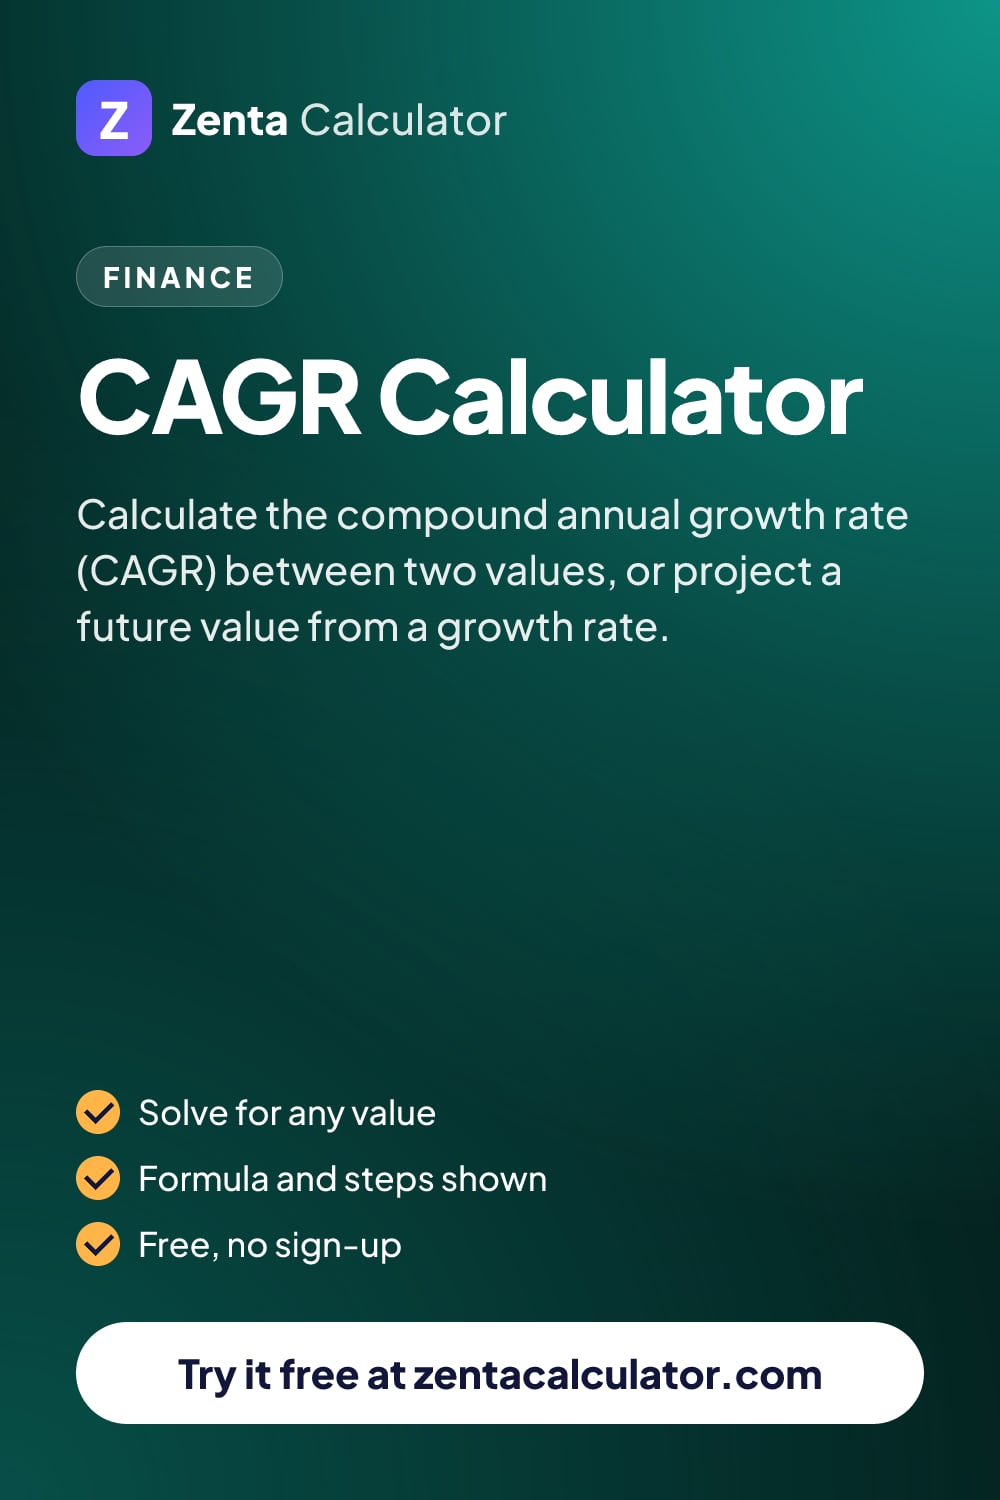 Z Zenta Calculator
FINANCE
CAGR Calculator
Calculate the compound annual growth rate
(CAGR) between two values, or project a
future value from a growth rate.
Solve for any value
Formula and steps shown
Free, no sign-up
Try it free at zentacalculator.com